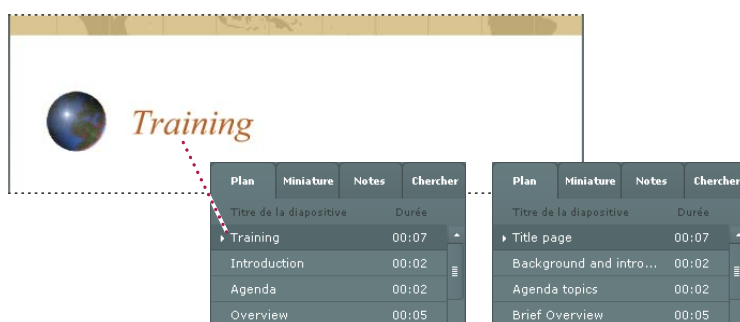 Training
Plan Miniature Notes Chercher
Titre de la diapositive Durée
Training 00:07
Introduction 00:02
Agenda 00:02
Overview 00:05
Plan Miniature Notes Chercher
Titre de la diapositive Durée
Title page 00:07
Background and intro... 00:02
Agenda topics 00:02
Brief Overview 00:05